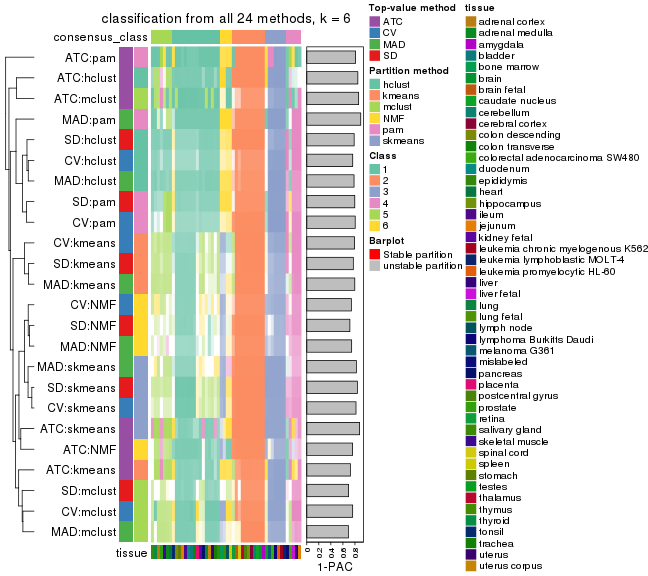 classification from all 24 methods, k = 6
consensus_class
ATC:pam
ATC:hclust
ATC:mclust
MAD:pam
SD:hclust
CV:hclust
MAD:hclust
SD:pam
CV:pam
CV:kmeans
SD:kmeans
MAD:kmeans
CV:NMF
SD:NMF
MAD:NMF
MAD:skmeans
SD:skmeans
CV:skmeans
ATC:skmeans
ATC:NMF
ATC:kmeans
SD:mclust
CV:mclust
MAD:mclust
tissue
0
0.2
0.4
0.6
0.8
1-PAC
Top-value method
ATC
CV
MAD
SD
Partition method
hclust
kmeans
mclust
NMF
pam
skmeans
Class
1
2
3
4
5
6
Barplot
Stable partition
unstable partition
tissue
adrenal cortex
adrenal medulla
amygdala
bladder
bone marrow
brain
brain fetal
caudate nucleus
cerebellum
cerebral cortex
colon descending
colon transverse
colorectal adenocarcinoma SW480
duodenum
epididymis
heart
hippocampus
ileum
jejunum
kidney fetal
leukemia chronic myelogenous K562
leukemia lymphoblastic MOLT-4
leukemia promyelocytic HL-60
liver
liver fetal
lung
lung fetal
lymph node
lymphoma Burkitts Daudi
melanoma G361
mislabeled
pancreas
placenta
postcentral gyrus
prostate
retina
salivary gland
skeletal muscle
spinal cord
spleen
stomach
testes
thalamus
thymus
thyroid
tonsil
trachea
uterus
uterus corpus